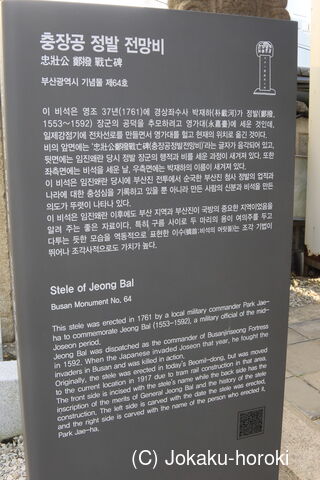 충장공 정발 전망비
忠壯公 鄭撥 戰亡碑
부산광역시 기념물 제64호
이 비석은 영조 37년(1761)에 경상좌수사 박재하(朴載河)가 정발(鄭撥,
1553~1592) 장군의 공덕을 추모하려고 영가대(永嘉臺)에 세운 것인데,
일제강점기에 전차선로를 만들면서 영가대를 헐고 현재의 위치로 옮긴 것이다.
비의 앞면에는 '忠壯公鄭撥戰亡碑(충장공정발전망비)'라는 글자가 음각되어 있고,
뒷면에는 임진왜란 당시 정발 장군의 행적과 비를 세운 과정이 새겨져 있다. 또한
좌측면에는 비석을 세운 날, 우측면에는 박재하의 이름이 새겨져 있다.
이 비석은 임진왜란 당시에 부산진 전투에서 순국한 부산진 첨사 정발의 업적과
나라에 대한 충성심을 기록하고 있을 뿐 아니라 만든 사람의 신분과 비석을 만든
의도가 뚜렷이 나타나 있다.
이 비석은 임진왜란 이후에도 부산 지역과 부산진이 국방의 중요한 지역이었음을
알려 주는 좋은 자료이다. 특히 구름 사이로 두 마리의 용이 여의주를 두고
다투는 듯한 모습을 역동적으로 표현한 이수(螭首: 비석의 머릿돌)는 조각 기법이
뛰어나 조각사적으로도 가치가 높다.
Stele of Jeong Bal
Busan Monument No. 64
This stele was erected in 1761 by a local military commander Park Jae-
ha to commemorate Jeong Bal (1553-1592), a military official of the mid-
Joseon period.
Jeong Bal was dispatched as the commander of Busanjinseong Fortress
in 1592. When the Japanese invaded Joseon that year, he fought the
invaders in Busan and was killed in action.
Originally, the stele was erected in today's Beomil-dong, but was moved
to the current location in 1917 due to tram rail construction in that area.
The front side is incised with the stele's name while the back side has the
inscription of the merits of General Jeong Bal and the history of the stele
construction. The left side is carved with the date the stele was erected,
and the right side is carved with the name of the person who erected it,
Park Jae-ha.
(C) Jokaku-horoki